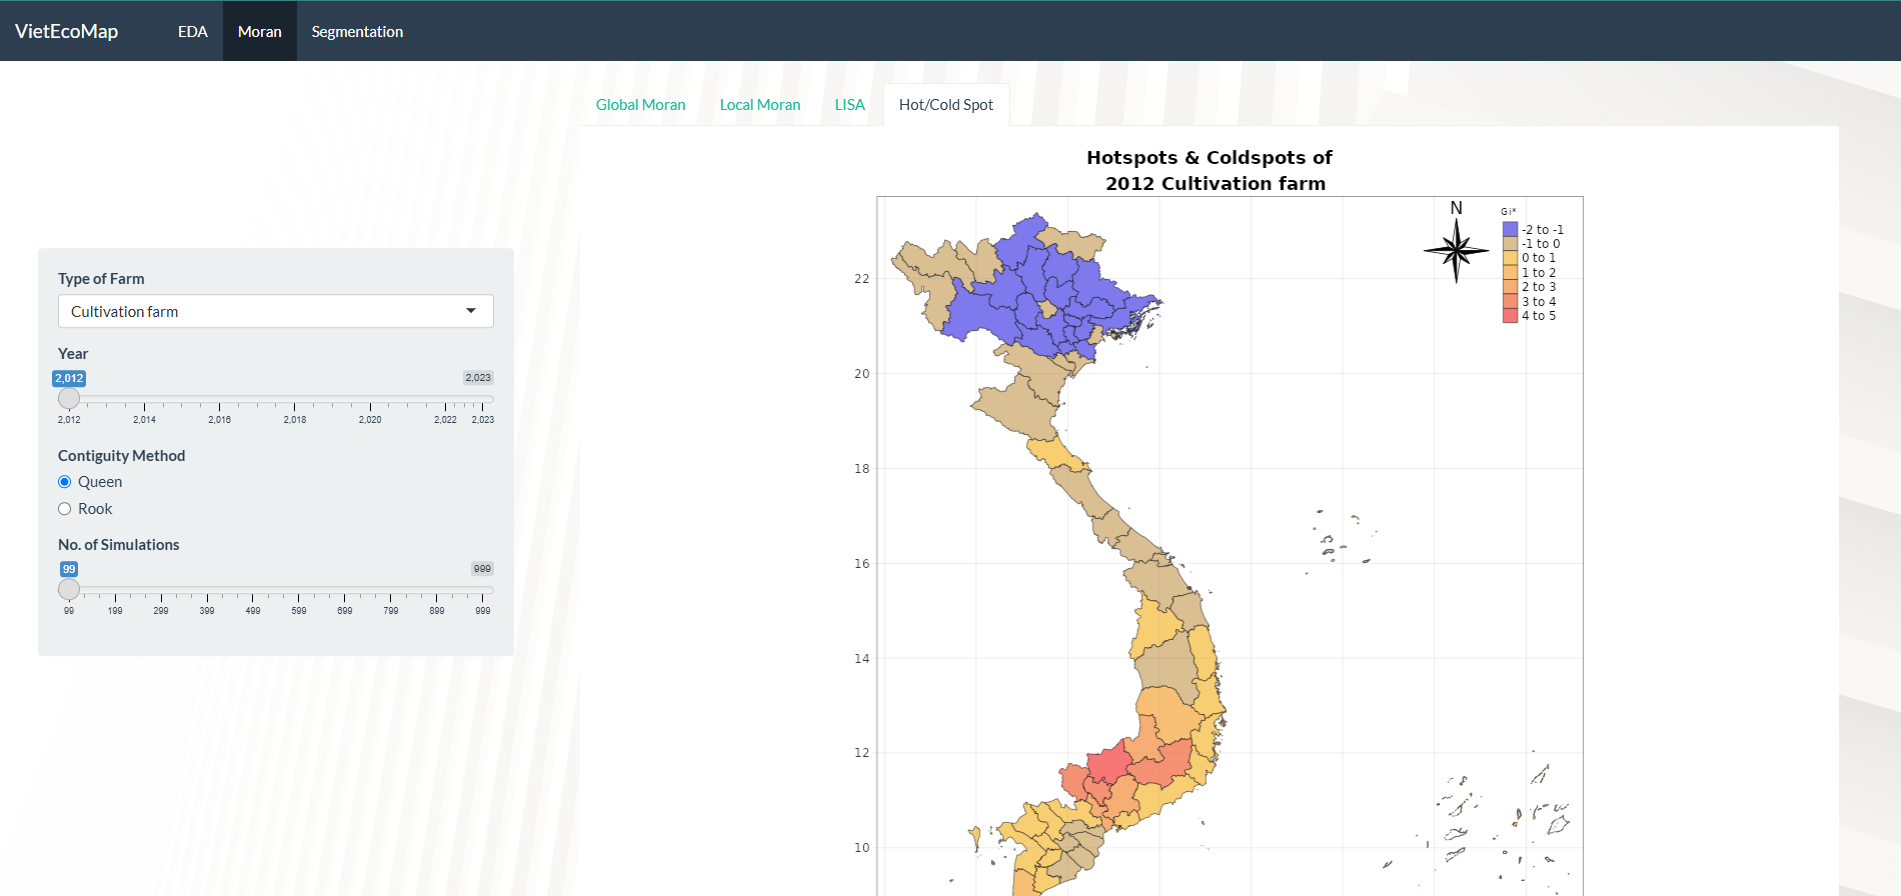 VietEcoMap EDA Moran Segmentation
Global Moran Local Moran LISA Hot/Cold Spot
Type of Farm
Cultivation farm
Year
2,012 2,023
2,012 2,014 2,016 2,018 2,020 2,022 2,023
Contiguity Method
Queen
Rook
No. of Simulations
99 999
99 199 299 399 499 599 699 799 899 999
Hotspots & Coldspots of
2012 Cultivation farm
N
Gi*
-2 to -1
-1 to 0
0 to 1
1 to 2
2 to 3
3 to 4
4 to 5
22
20
18
16
14
12
10